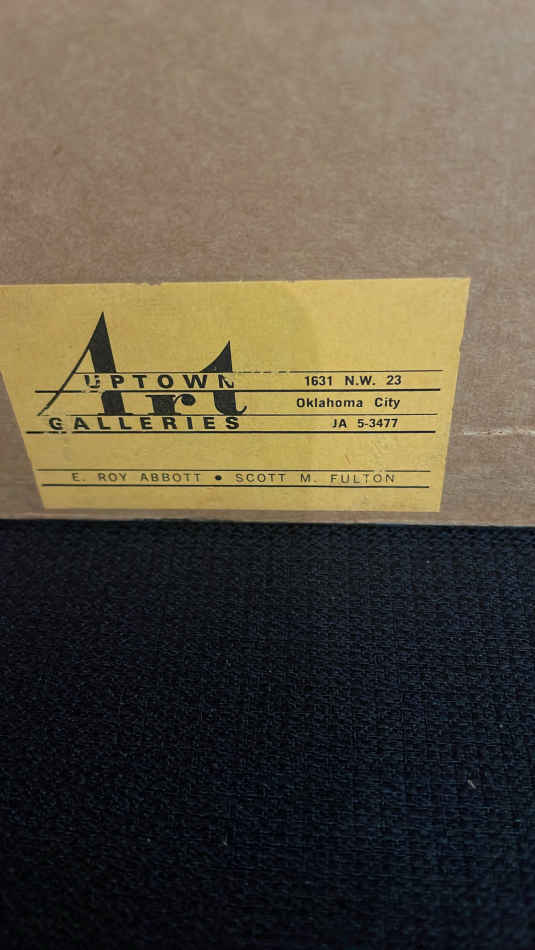 UPTOWN
Art
GALLERIES
1631 N.W. 23
Oklahoma City
JA 5-3477
E. ROY ABBOTT • SCOTT M. FULTON